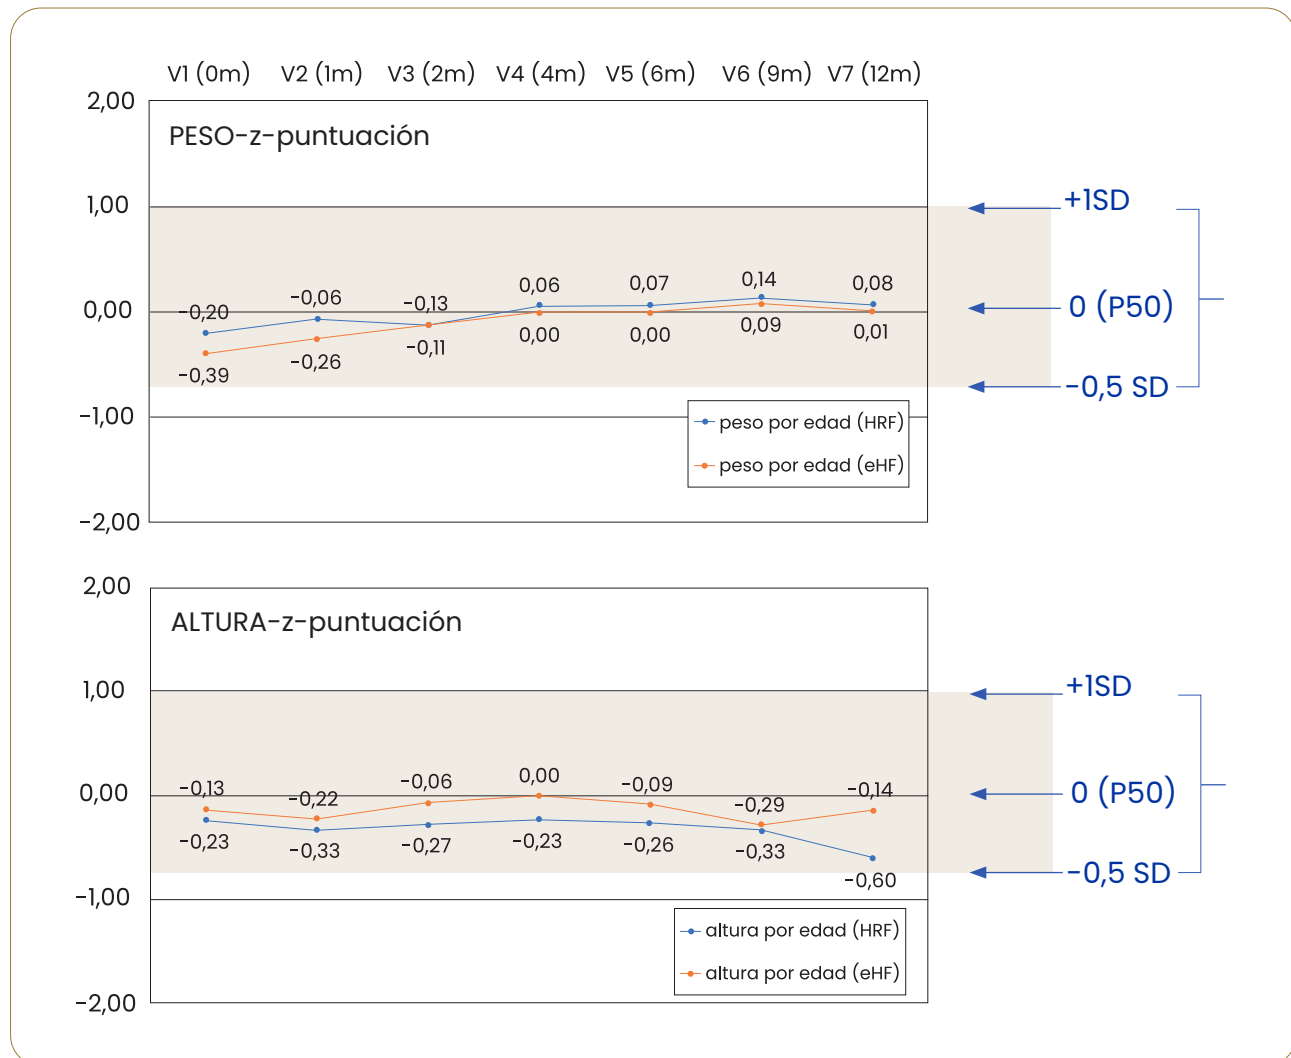 V1 (0m) V2 (1m) V3 (2m) V4 (4m) V5 (6m) V6 (9m) V7 (12m)
2,00
PESO-z-puntuación
1,00
+1SD
-0,20 -0,06 -0,13 0,06 0,07 0,14 0,08
0,00
0 (P50)
-0,39 -0,26 -0,11 0,00 0,00 0,09 0,01
-0,5 SD
-1,00
peso por edad (HRF)
peso por edad (eHF)
-2,00
2,00
ALTURA-z-puntuación
1,00
+1SD
-0,13 -0,22 -0,06 0,00 -0,09 -0,29 -0,14
0,00
0 (P50)
-0,23 -0,33 -0,27 -0,23 -0,26 -0,33 -0,60
-0,5 SD
-1,00
altura por edad (HRF)
altura por edad (eHF)
-2,00